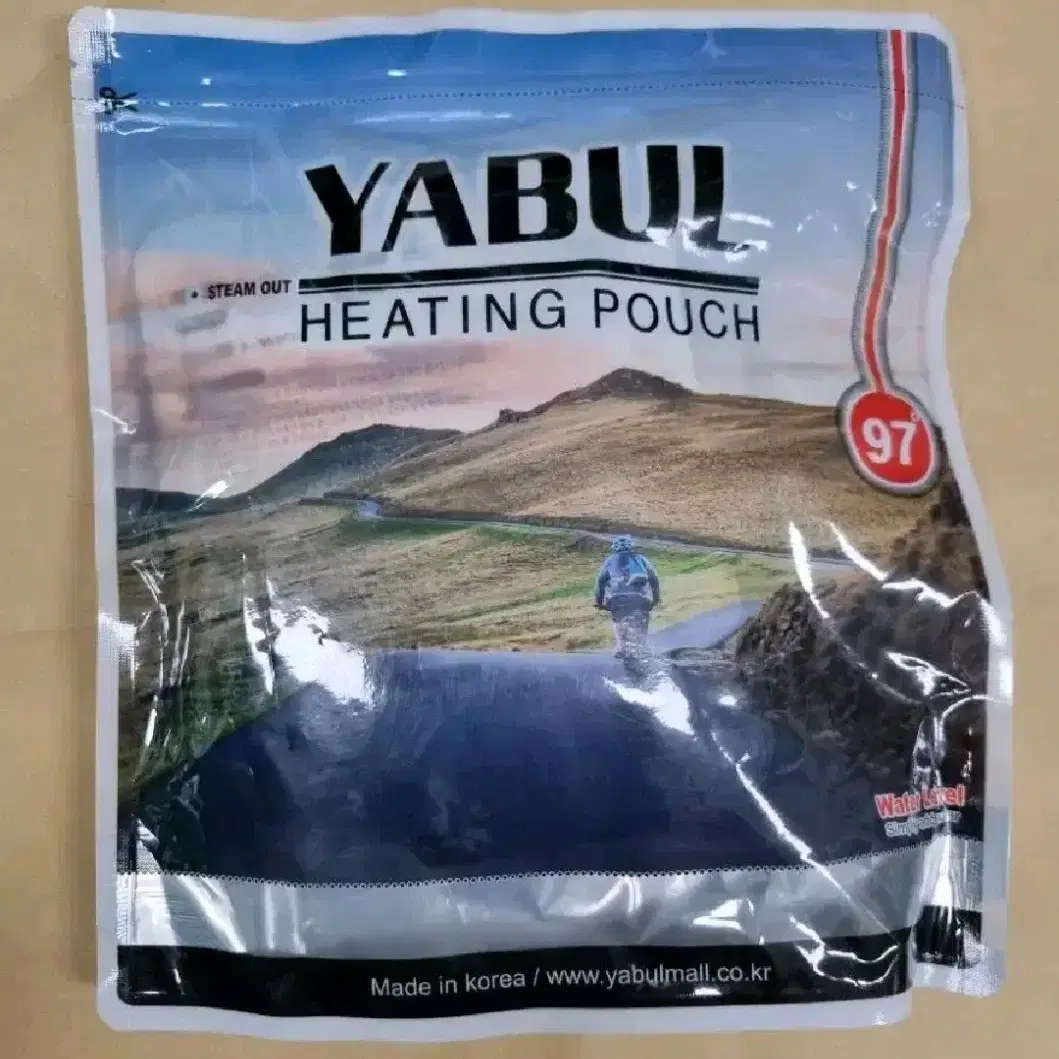 YABUL
• STEAM OUT
HEATING POUCH
97°
Water Level
Made in korea / www.yabulmall.co.kr